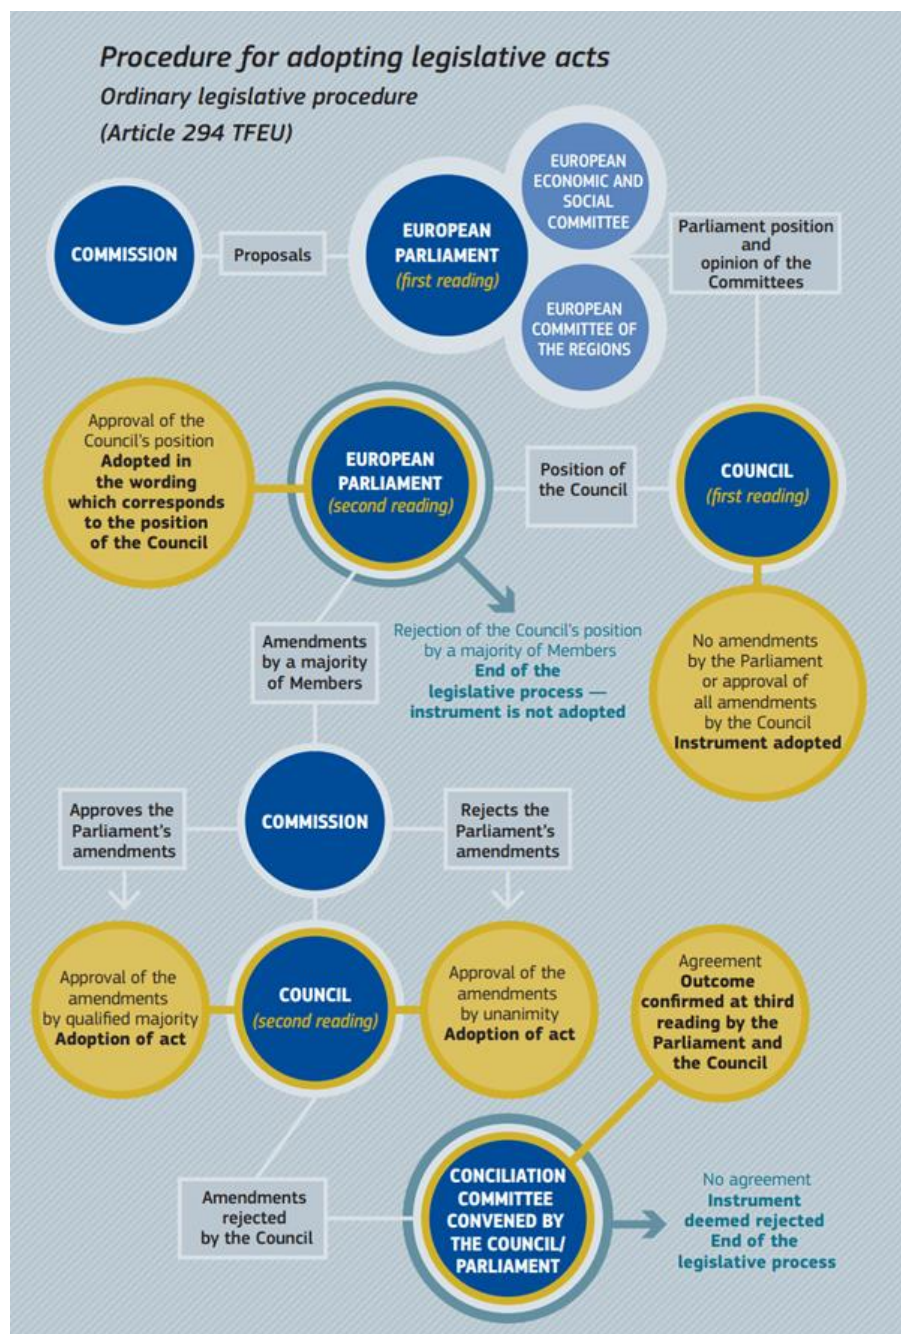 Procedure for adopting legislative acts
Ordinary legislative procedure
(Article 294 TFEU)
COMMISSION
Proposals
EUROPEAN
PARLIAMENT
(first reading)
EUROPEAN
ECONOMIC AND
SOCIAL
COMMITTEE
EUROPEAN
COMMITTEE OF
THE REGIONS
Parliament position
and
opinion of the
Committees
COUNCIL
(first reading)
No amendments
by the Parliament
or approval of
all amendments
by the Council
Instrument adopted
Position of
the Council
EUROPEAN
PARLIAMENT
(second reading)
Approval of the
Council's position
Adopted in
the wording
which corresponds
to the position
of the Council
Rejection of the Council's position
by a majority of Members
End of the
legislative process —
instrument is not adopted
Amendments
by a majority
of Members
COMMISSION
Approves the
Parliament's
amendments
Rejects the
Parliament's
amendments
Approval of the
amendments
by qualified majority
Adoption of act
COUNCIL
(second reading)
Approval of the
amendments
by unanimity
Adoption of act
Amendments
rejected
by the Council
CONCILIATION
COMMITTEE
CONVENED BY
THE COUNCIL/
PARLIAMENT
Agreement
Outcome
confirmed at third
reading by the
Parliament and
the Council
No agreement
Instrument
deemed rejected
End of the
legislative process